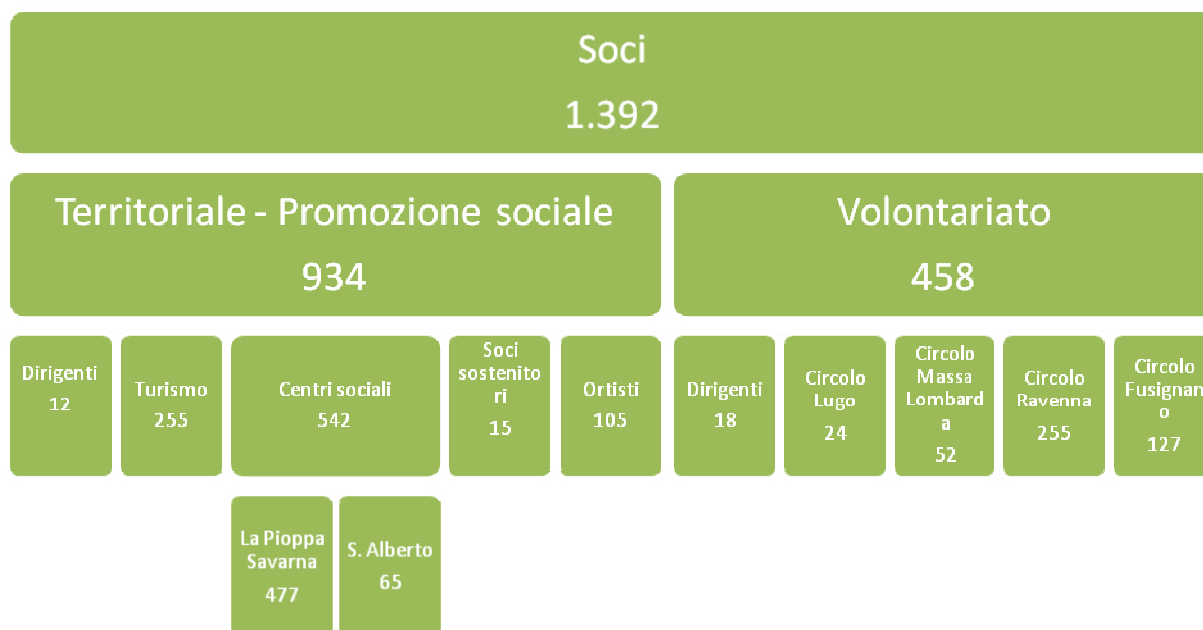 Soci
1.392
Territoriale - Promozione sociale
934
Volontariato
458
Dirigenti
12
Turismo
255
Centri sociali
542
Soci
sostenito
ri
15
Ortisti
105
Dirigenti
18
Circolo
Lugo
24
Circolo
Massa
Lombard
a
52
Circolo
Ravenna
255
Circolo
Fusignan
o
127
La Pioppa
Savarna
477
S. Alberto
65